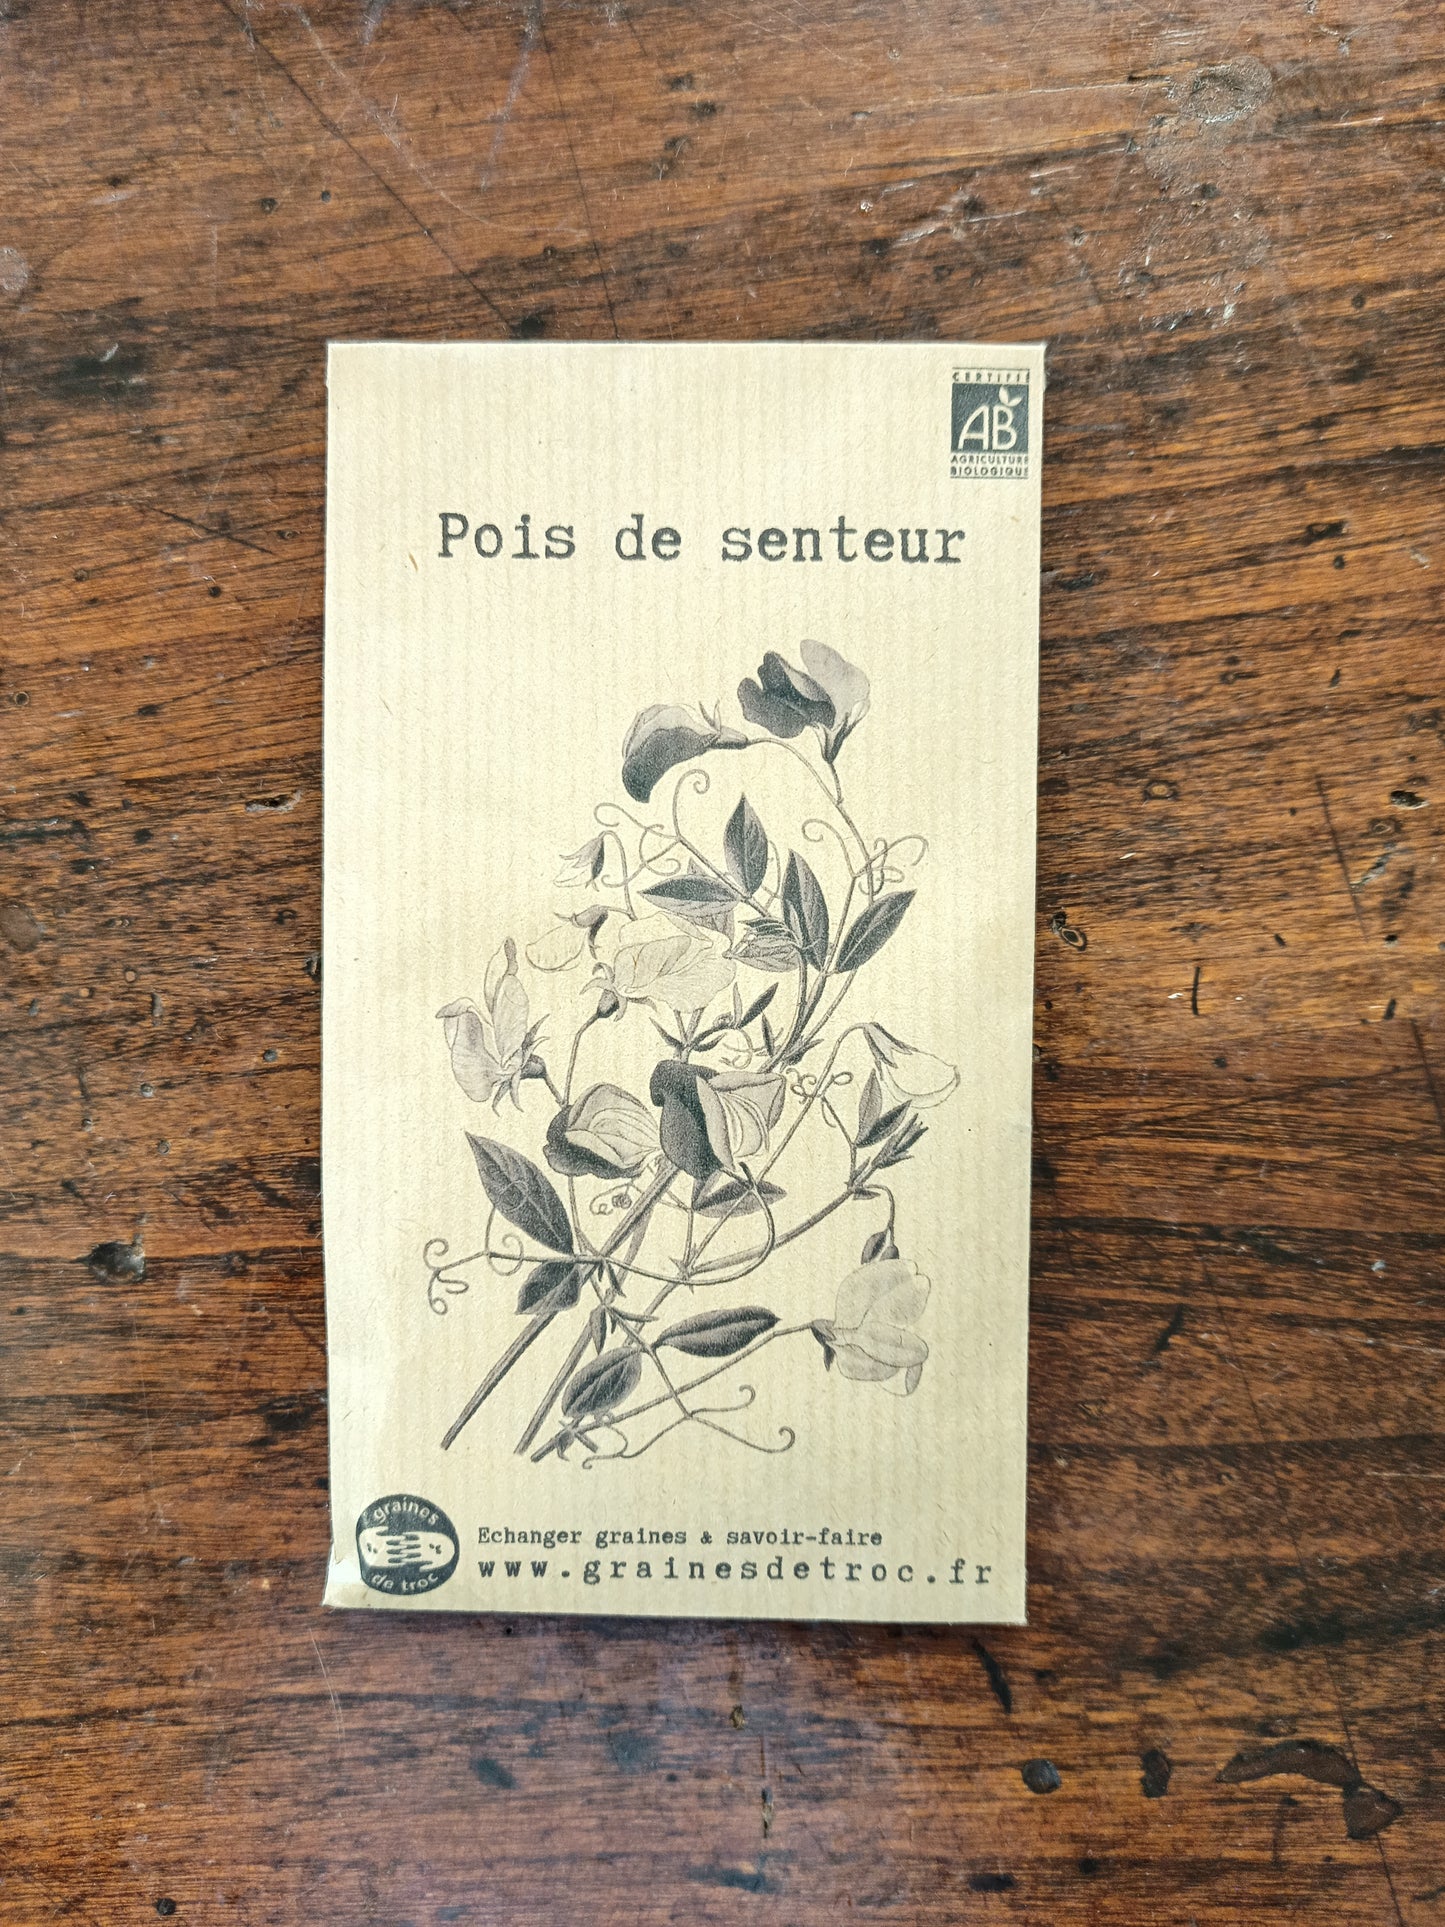 CERTIFIÉ
AB
AGRICULTURE
BIOLOGIQUE
Pois de senteur
graines
de troc
Echanger graines & savoir-faire
www.grainesdetroc.fr